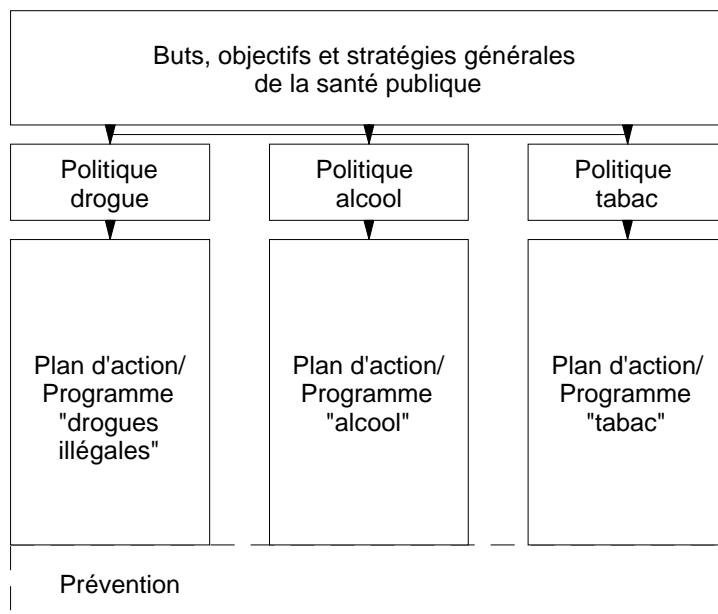 Buts, objectifs et stratégies générales
de la santé publique
Politique
drogue
Politique
alcool
Politique
tabac
Plan d'action/
Programme
"drogues
illégales"
Plan d'action/
Programme
"alcool"
Plan d'action/
Programme
"tabac"
Prévention